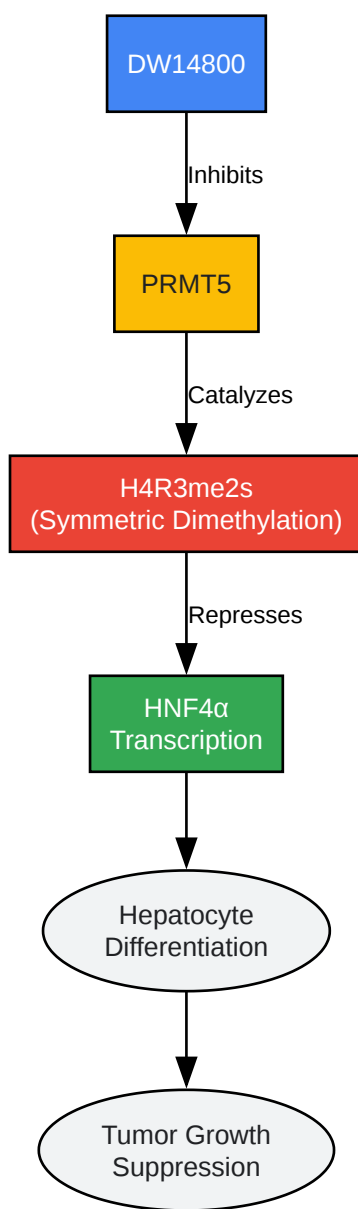 DW14800
Inhibits
PRMT5
Catalyzes
H4R3me2s
(Symmetric Dimethylation)
Represses
HNF4α
Transcription
Hepatocyte
Differentiation
Tumor Growth
Suppression